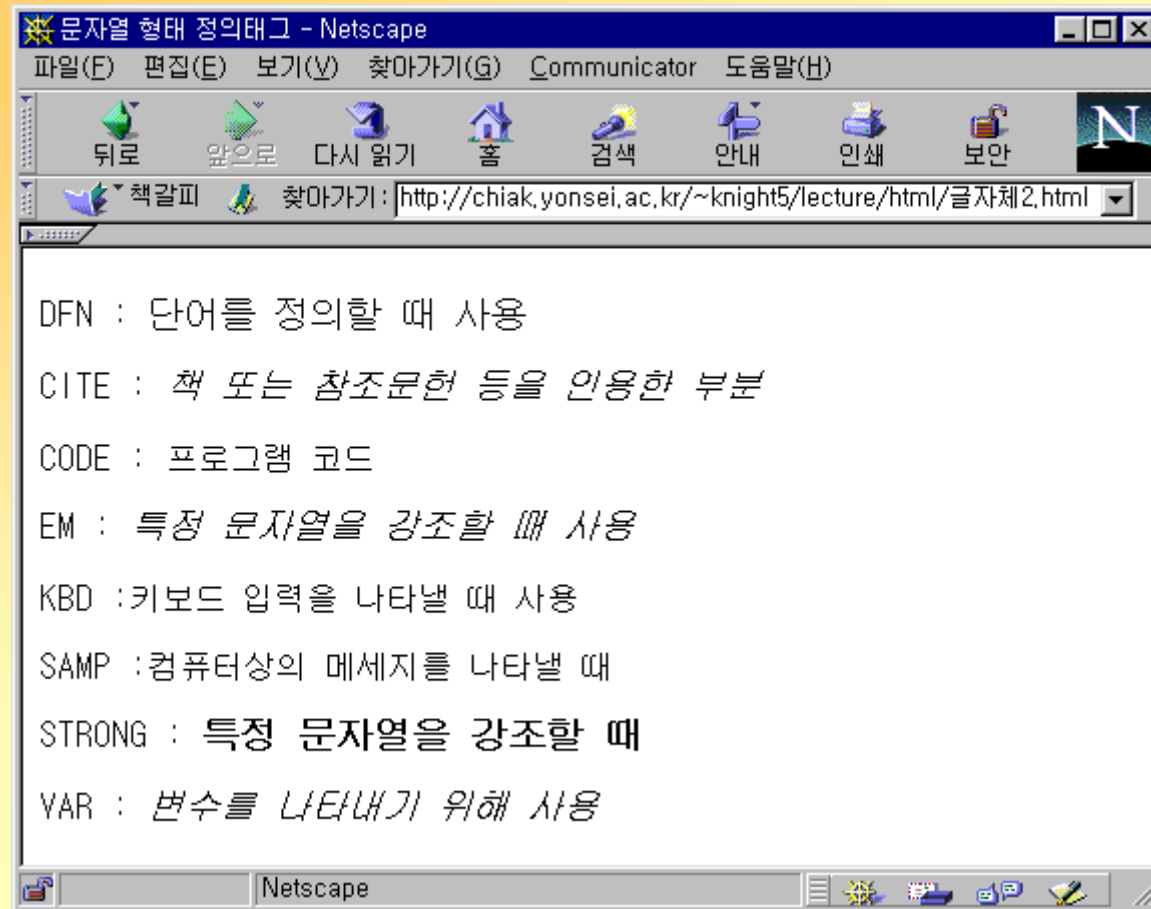 문자열 형태 정의태그 - Netscape
파일(F) 편집(E) 보기(V) 찾아가기(G) Communicator 도움말(H)
뒤로 앞으로 다시 읽기 홈 검색 안내 인쇄 보안 N
책갈피 찾아가기: http://chiak.yonsei.ac.kr/~knight5/lecture/html/글자체2.html
DFN : 단어를 정의할 때 사용
CITE : 책 또는 참조문헌 등을 인용한 부분
CODE : 프로그램 코드
EM : 특정 문자열을 강조할 때 사용
KBD :키보드 입력을 나타낼 때 사용
SAMP :컴퓨터상의 메세지를 나타낼 때
STRONG : 특정 문자열을 강조할 때
VAR : 변수를 나타내기 위해 사용
Netscape